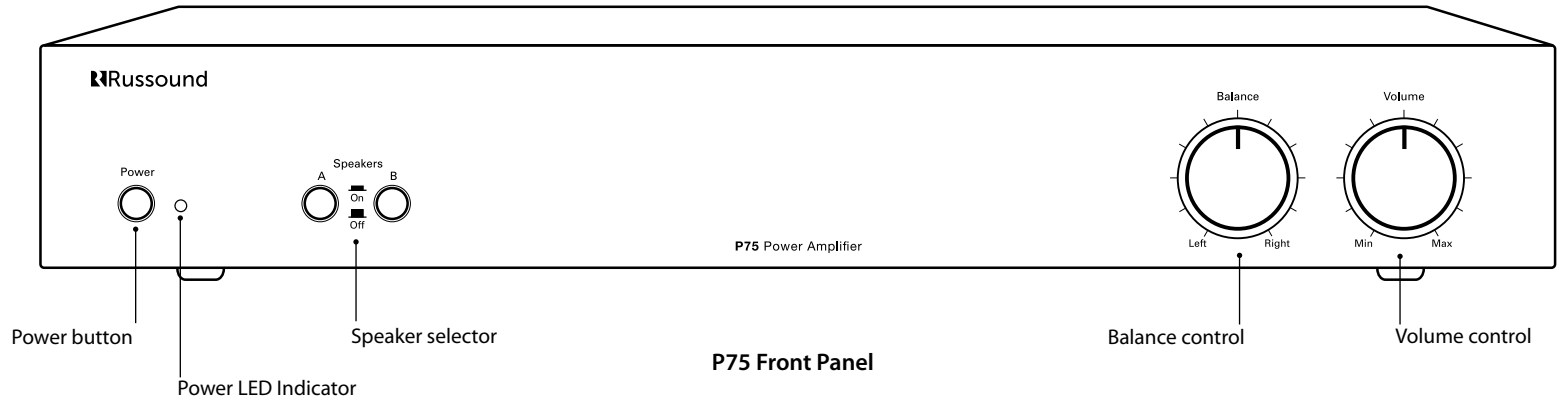 Russound
Balance
Volume
Power
Speakers
A
B
On
Off
Left
Right
Min
Max
P75 Power Amplifier
Power button
Speaker selector
Balance control
Volume control
P75 Front Panel
Power LED Indicator